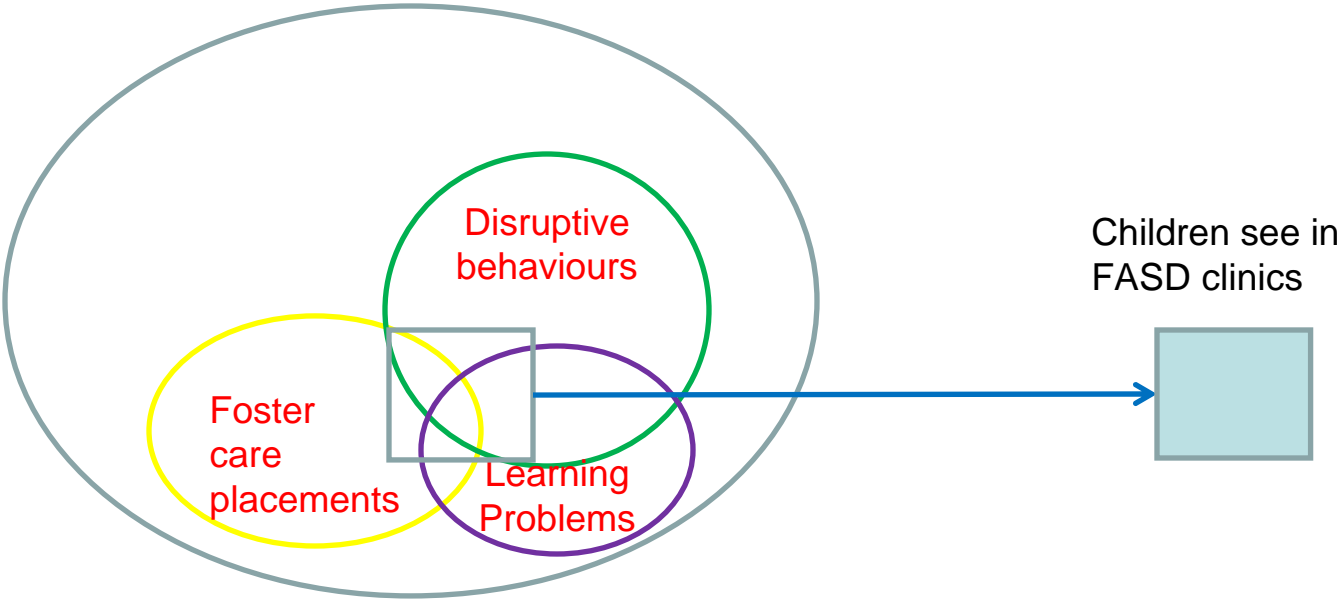 Disruptive
behaviours
Children see in
FASD clinics
Foster
care
placements
Learning
Problems